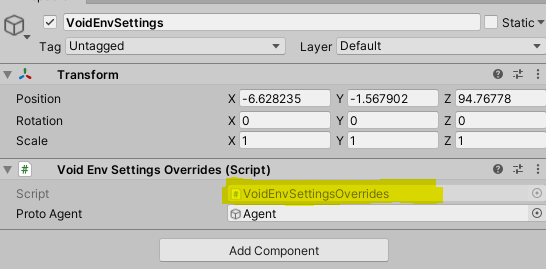 VoidEnvSettings Static
Tag Untagged Layer Default
Transform
Position X -6.628235 Y -1.567902 Z 94.76778
Rotation X 0 Y 0 Z 0
Scale X 1 Y 1 Z 1
# Void Env Settings Overrides (Script)
Script # VoidEnvSettingsOverrides
Proto Agent Agent
Add Component